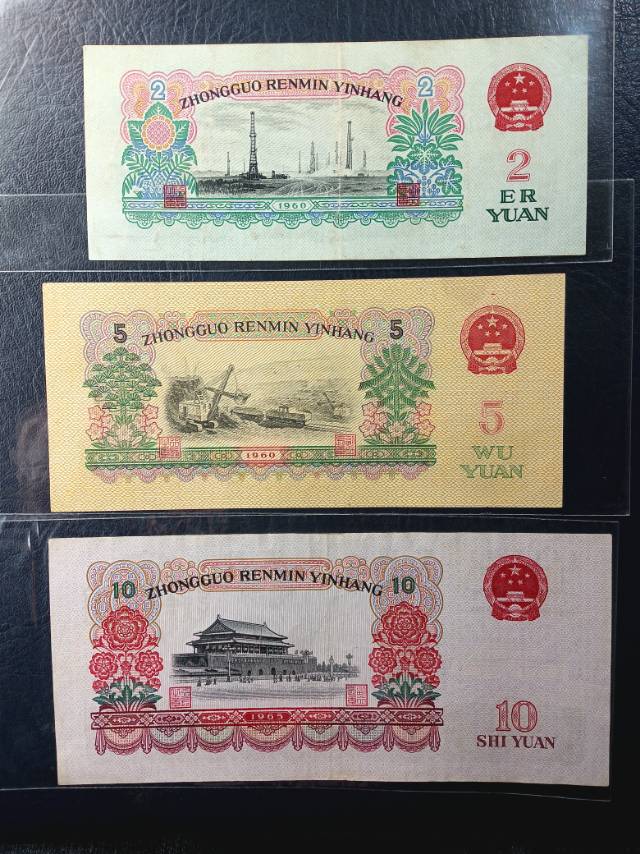 2 2
ZHONGGUO RENMIN YINHANG
2
ER
YUAN
1960
5 5
ZHONGGUO RENMIN YINHANG
5
WU
YUAN
1960
10 10
ZHONGGUO RENMIN YINHANG
10
SHI YUAN
1965